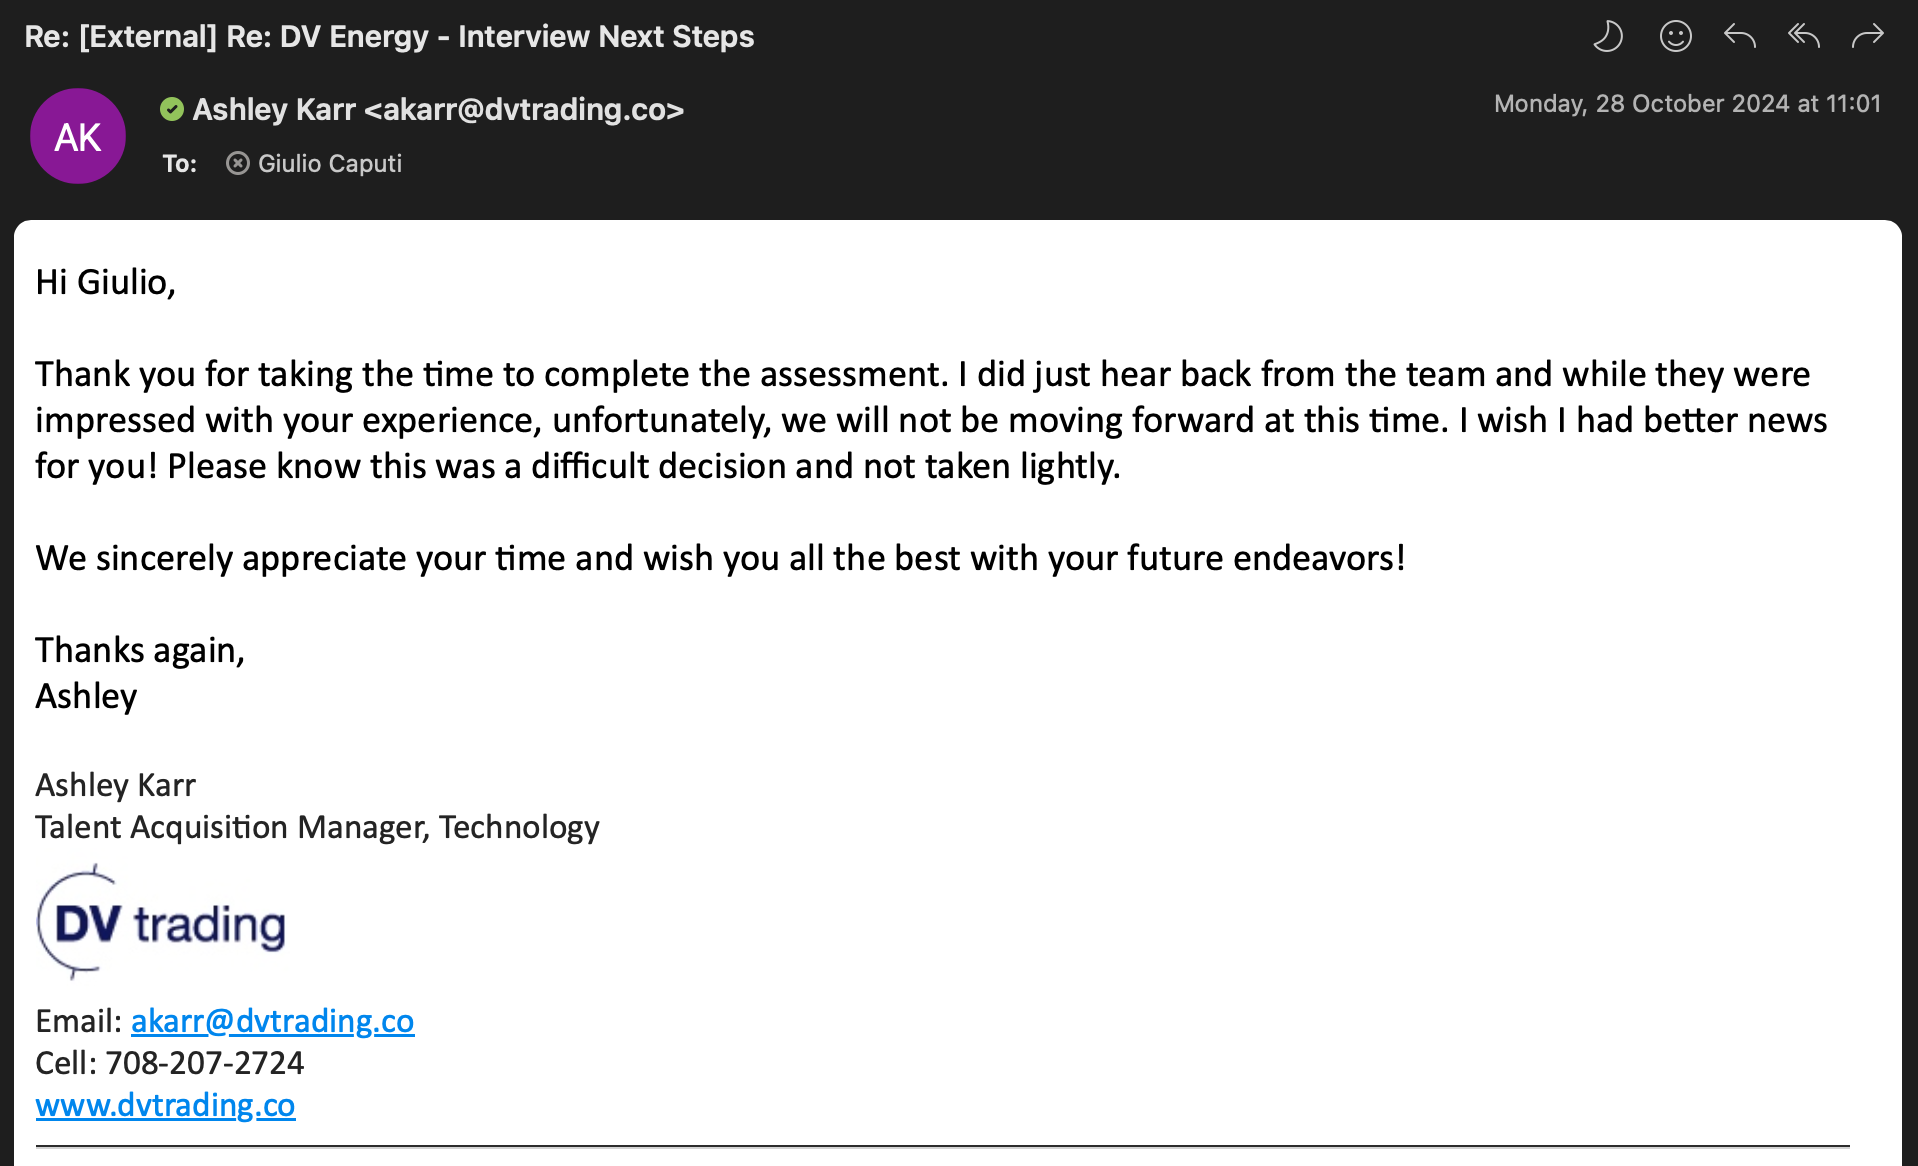 Re: [External] Re: DV Energy - Interview Next Steps
AK
Ashley Karr <akarr@dvtrading.co>
Monday, 28 October 2024 at 11:01
To: Giulio Caputi
Hi Giulio,
Thank you for taking the time to complete the assessment. I did just hear back from the team and while they were
impressed with your experience, unfortunately, we will not be moving forward at this time. I wish I had better news
for you! Please know this was a difficult decision and not taken lightly.
We sincerely appreciate your time and wish you all the best with your future endeavors!
Thanks again,
Ashley
Ashley Karr
Talent Acquisition Manager, Technology
DV trading
Email: akarr@dvtrading.co
Cell: 708-207-2724
www.dvtrading.co